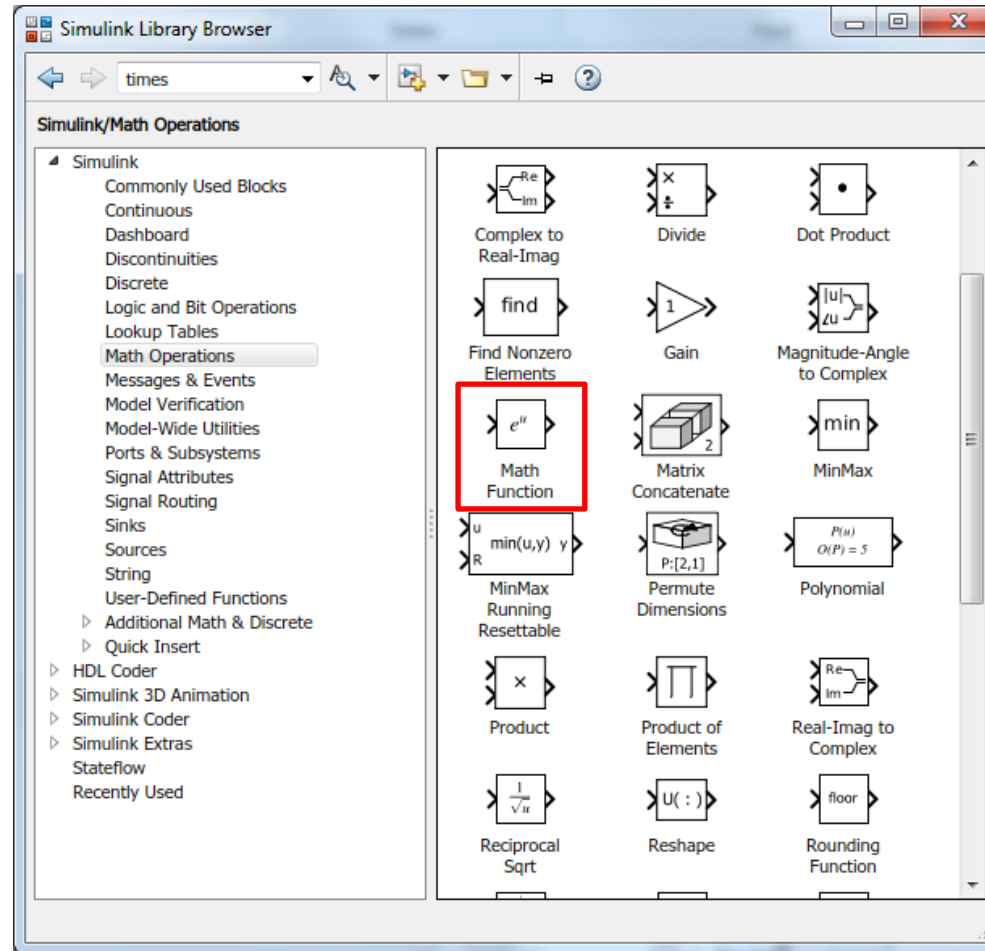 Simulink Library Browser
times
Simulink/Math Operations
Simulink
Commonly Used Blocks
Continuous
Dashboard
Discontinuities
Discrete
Logic and Bit Operations
Lookup Tables
Math Operations
Messages & Events
Model Verification
Model-Wide Utilities
Ports & Subsystems
Signal Attributes
Signal Routing
Sinks
Sources
String
User-Defined Functions
Additional Math & Discrete
Quick Insert
HDL Coder
Simulink 3D Animation
Simulink Coder
Simulink Extras
Stateflow
Recently Used
Re
Im
Complex to
Real-Imag
×
÷
Divide
Dot Product
find
Find Nonzero
Elements
1
Gain
|u|
∠u
Magnitude-Angle
to Complex
e^u
Math
Function
2
Matrix
Concatenate
min
MinMax
u
R
min(u,y) y
MinMax
Running
Resettable
P:[2,1]
Permute
Dimensions
P(u)
O(P) = 5
Polynomial
×
Product
∏
Product of
Elements
Re
Im
Real-Imag to
Complex
1
√u
Reciprocal
Sqrt
U( : )
Reshape
floor
Rounding
Function